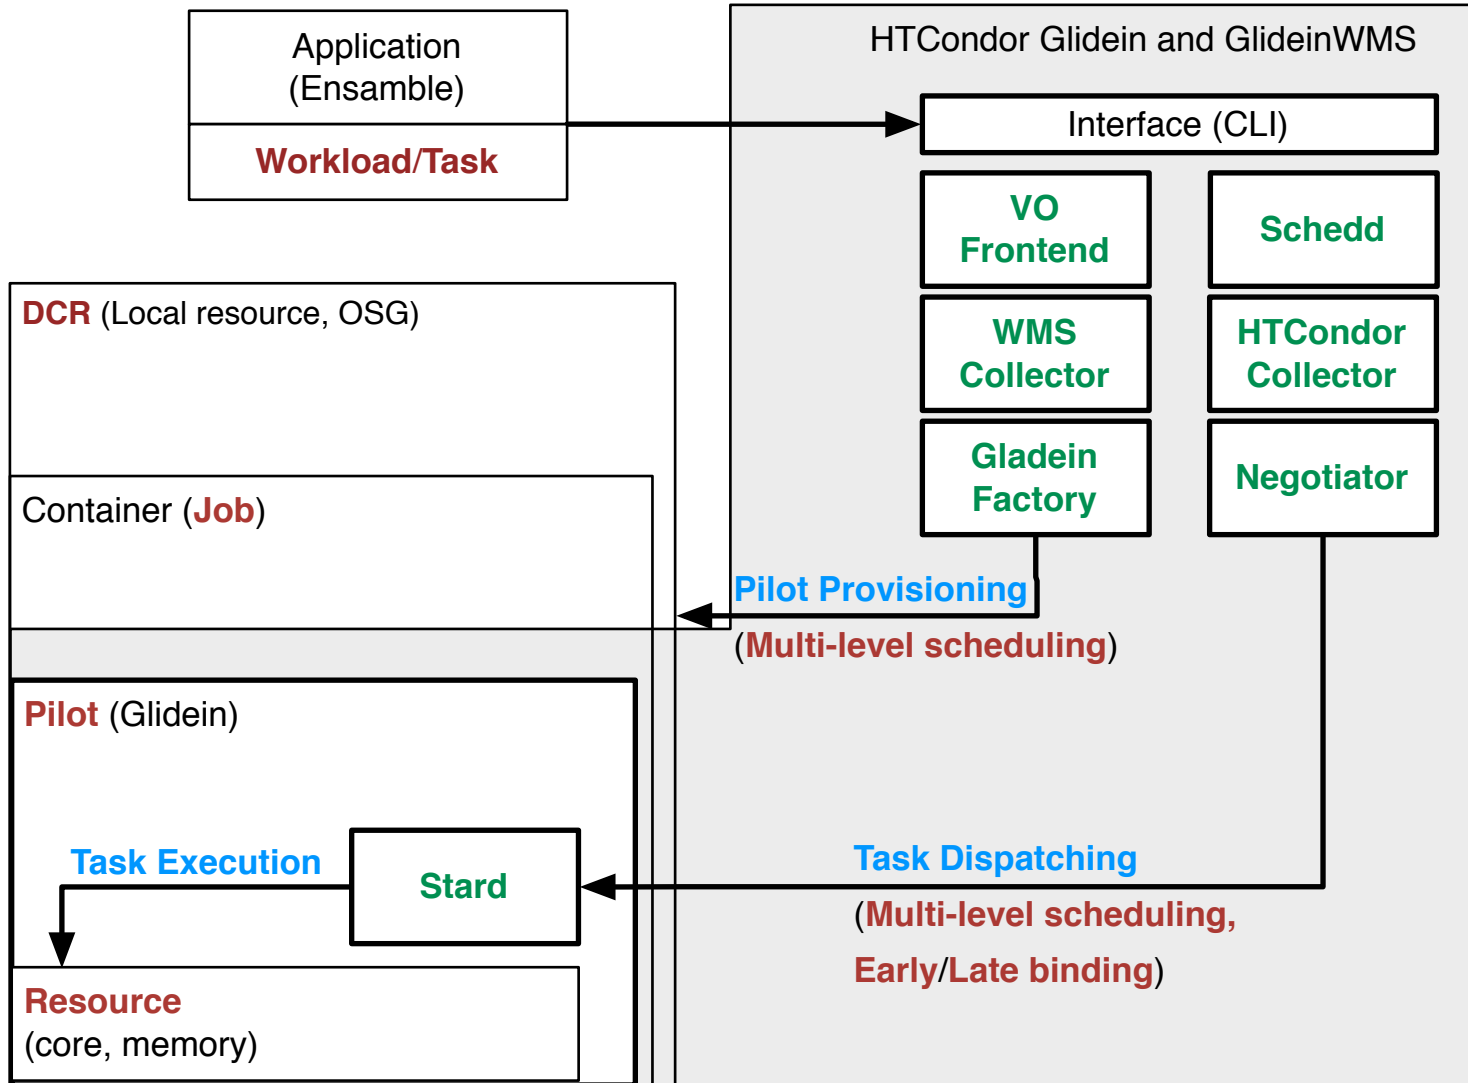 Application
(Ensamble)
Workload/Task
HTCondor Glidein and GlideinWMS
Interface (CLI)
VO
Frontend
Schedd
WMS
Collector
HTCondor
Collector
Gladein
Factory
Negotiator
DCR (Local resource, OSG)
Container (Job)
Pilot Provisioning
(Multi-level scheduling)
Pilot (Glidein)
Task Execution
Stard
Task Dispatching
(Multi-level scheduling,
Early/Late binding)
Resource
(core, memory)